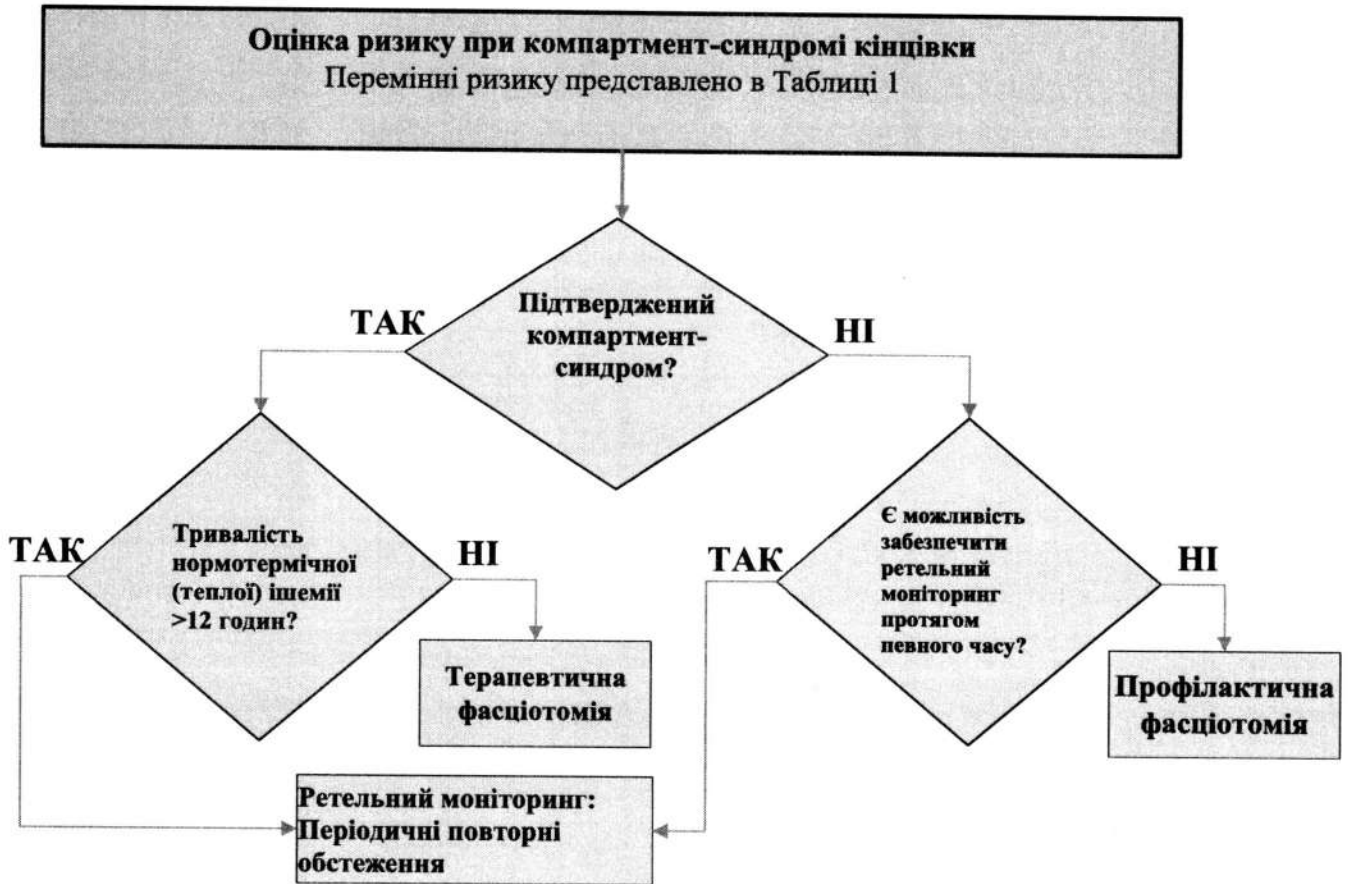 Оцінка ризику при компартмент-синдромі кінцівки
Перемінні ризику представлено в Таблиці 1
Підтверджений
компартмент-
синдром?
ТАК
НІ
Тривалість
нормотермічної
(теплої) ішемії
>12 годин?
ТАК
НІ
Є можливість
забезпечити
ретельний
моніторинг
протягом
певного часу?
ТАК
НІ
Терапевтична
фасціотомія
Профілактична
фасціотомія
Ретельний моніторинг:
Періодичні повторні
обстеження